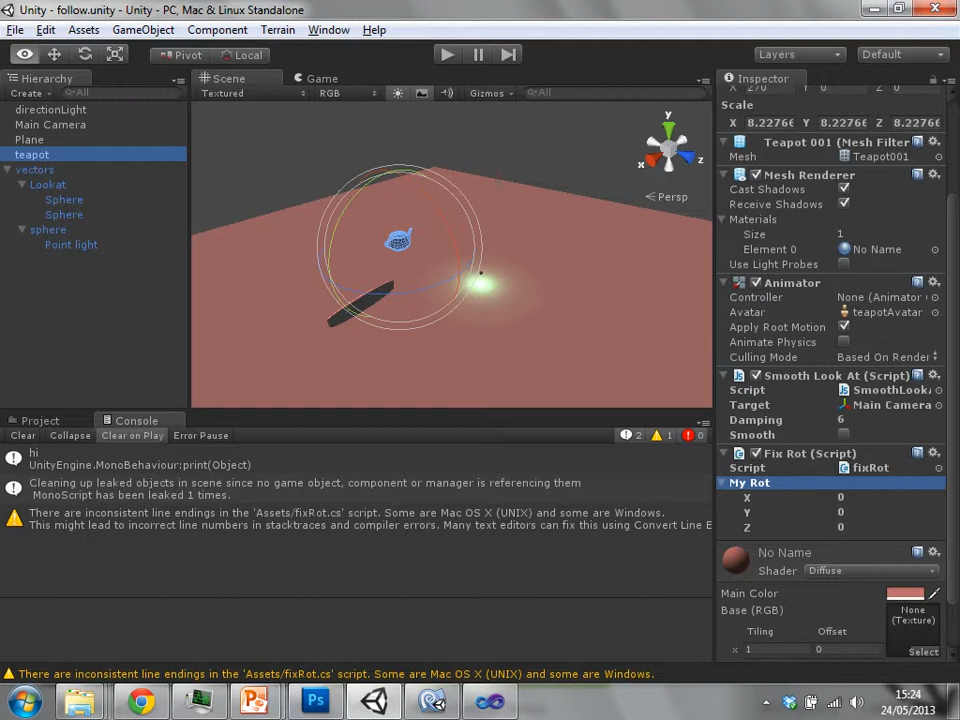 Unity - follow.unity - Unity - PC, Mac & Linux Standalone
File Edit Assets GameObject Component Terrain Window Help
Pivot Local Layers Default
Hierarchy
Create All
directionLight
Main Camera
Plane
teapot
vectors
Lookat
Sphere
Sphere
sphere
Point light
Scene Game
Textured RGB Gizmos All
y
x
z
Persp
Project Console
Clear Collapse Clear on Play Error Pause 2 1 0
hi
UnityEngine.MonoBehaviour:print(Object)
Cleaning up leaked objects in scene since no game object, component or manager is referencing them
MonoScript has been leaked 1 times.
There are inconsistent line endings in the 'Assets/fixRot.cs' script. Some are Mac OS X (UNIX) and some are Windows.
This might lead to incorrect line numbers in stacktraces and compiler errors. Many text editors can fix this using Convert Line E
Inspector
X 270 Y 0 Z 0
Scale
X 8.22766 Y 8.22766 Z 8.22766
Teapot 001 (Mesh Filter
Mesh Teapot001
Mesh Renderer
Cast Shadows
Receive Shadows
Materials
Size 1
Element 0 No Name
Use Light Probes
Animator
Controller None (Animator
Avatar teapotAvatar
Apply Root Motion
Animate Physics
Culling Mode Based On Render
Smooth Look At (Script)
Script SmoothLook
Target Main Camera
Damping 6
Smooth
Fix Rot (Script)
Script fixRot
My Rot
X 0
Y 0
Z 0
No Name
Shader Diffuse
Main Color
Base (RGB)
None
(Texture)
Tiling Offset
x 1 0
Select
There are inconsistent line endings in the 'Assets/fixRot.cs' script. Some are Mac OS X (UNIX) and some are Windows.
Ps
15:24
24/05/2013